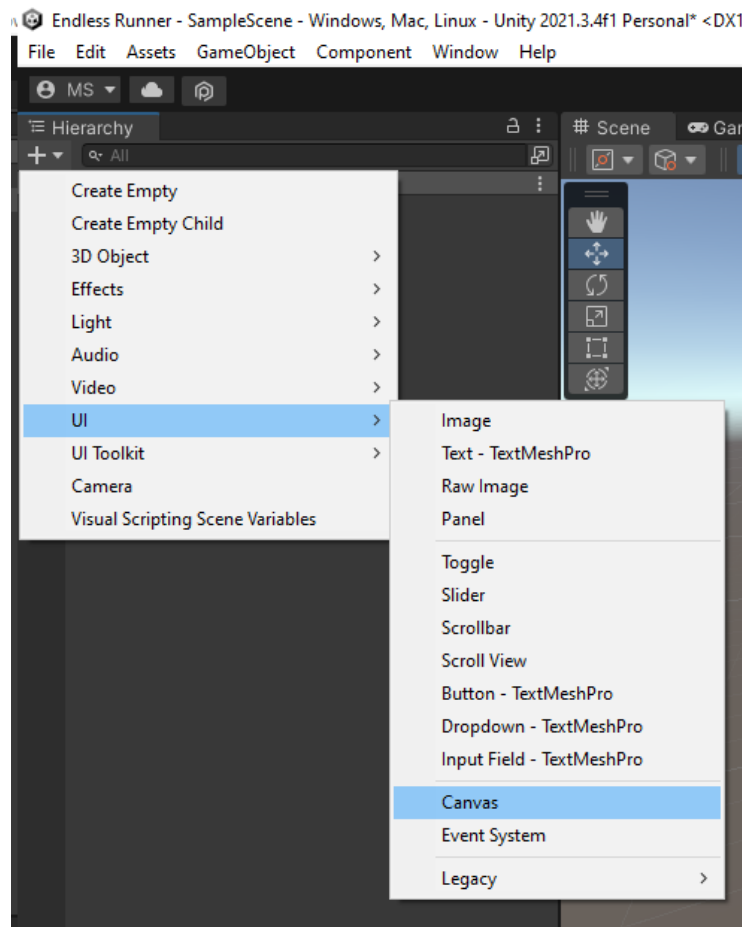 Endless Runner - SampleScene - Windows, Mac, Linux - Unity 2021.3.4f1 Personal* <DX1
File Edit Assets GameObject Component Window Help
MS
Hierarchy
# Scene
Gar
All
Create Empty
Create Empty Child
3D Object
Effects
Light
Audio
Video
UI
UI Toolkit
Camera
Visual Scripting Scene Variables
Image
Text - TextMeshPro
Raw Image
Panel
Toggle
Slider
Scrollbar
Scroll View
Button - TextMeshPro
Dropdown - TextMeshPro
Input Field - TextMeshPro
Canvas
Event System
Legacy